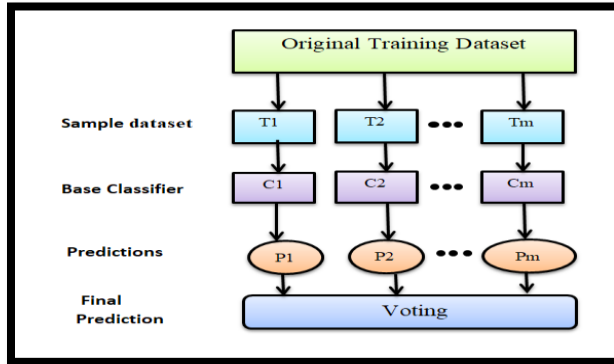 Original Training Dataset
Sample dataset T1 T2 ••• Tm
Base Classifier C1 C2 ••• Cm
Predictions P1 P2 ••• Pm
Final
Prediction Voting